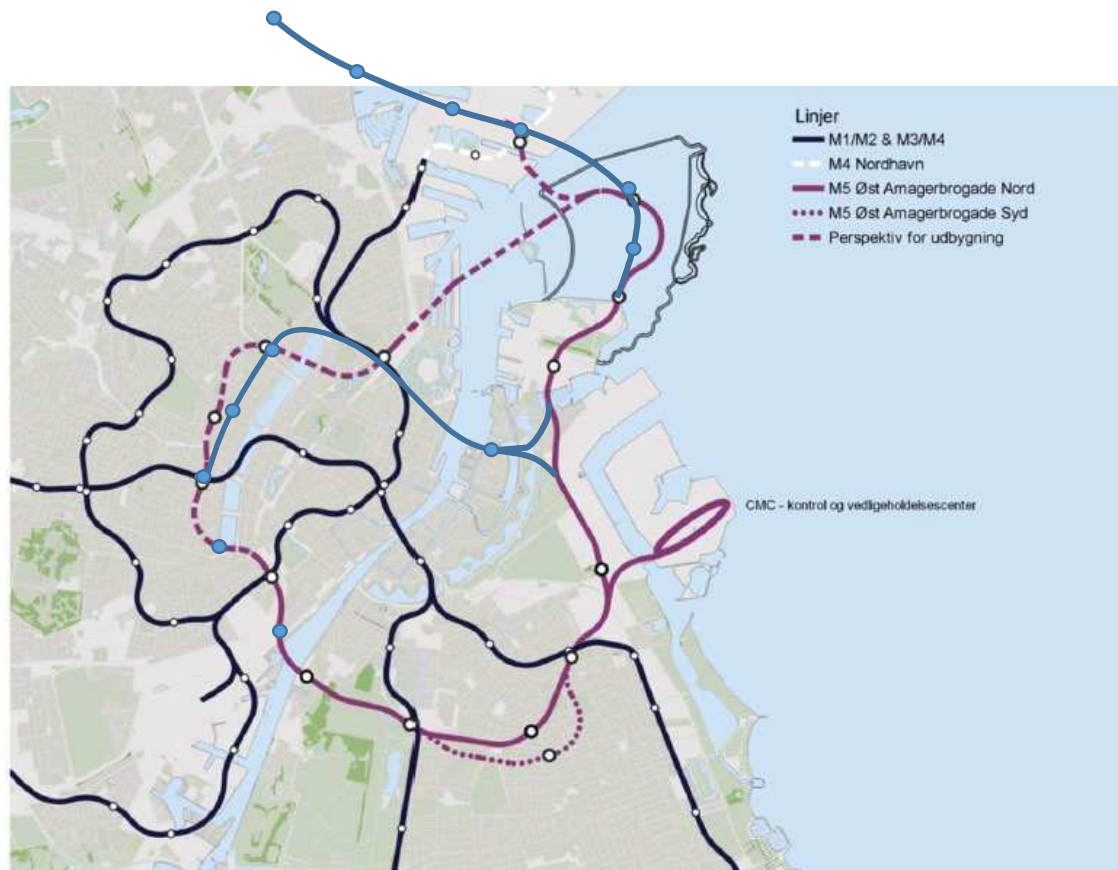 Linjer
M1/M2 & M3/M4
M4 Nordhavn
M5 Øst Amagerbrogade Nord
M5 Øst Amagerbrogade Syd
Perspektiv for udbygning
CMC - kontrol og vedligeholdelsescenter